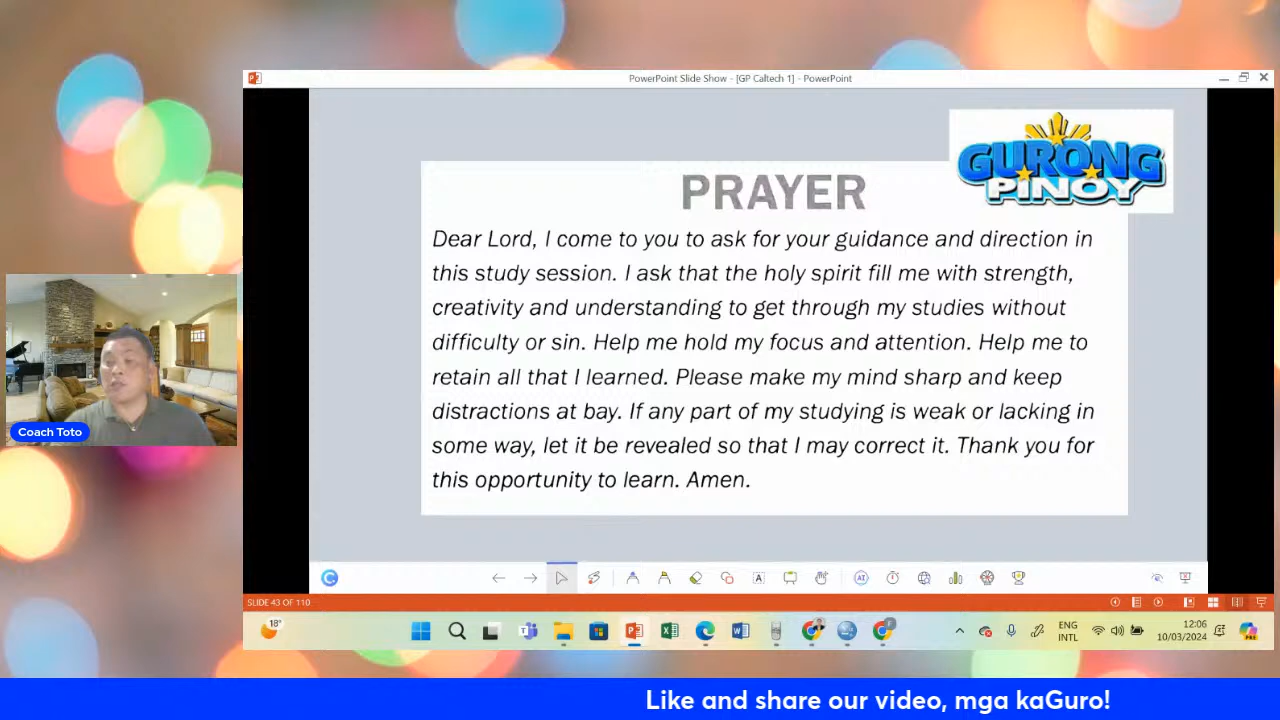 PowerPoint Slide Show - [GP Caltech 1] - PowerPoint
GURONG
PINOY
PRAYER
Dear Lord, I come to you to ask for your guidance and direction in
this study session. I ask that the holy spirit fill me with strength,
creativity and understanding to get through my studies without
difficulty or sin. Help me hold my focus and attention. Help me to
retain all that I learned. Please make my mind sharp and keep
distractions at bay. If any part of my studying is weak or lacking in
some way, let it be revealed so that I may correct it. Thank you for
this opportunity to learn. Amen.
Coach Toto
A
AI
SLIDE 43 OF 110
18°
ENG
INTL
12:06
10/03/2024
Like and share our video, mga kaGuro!